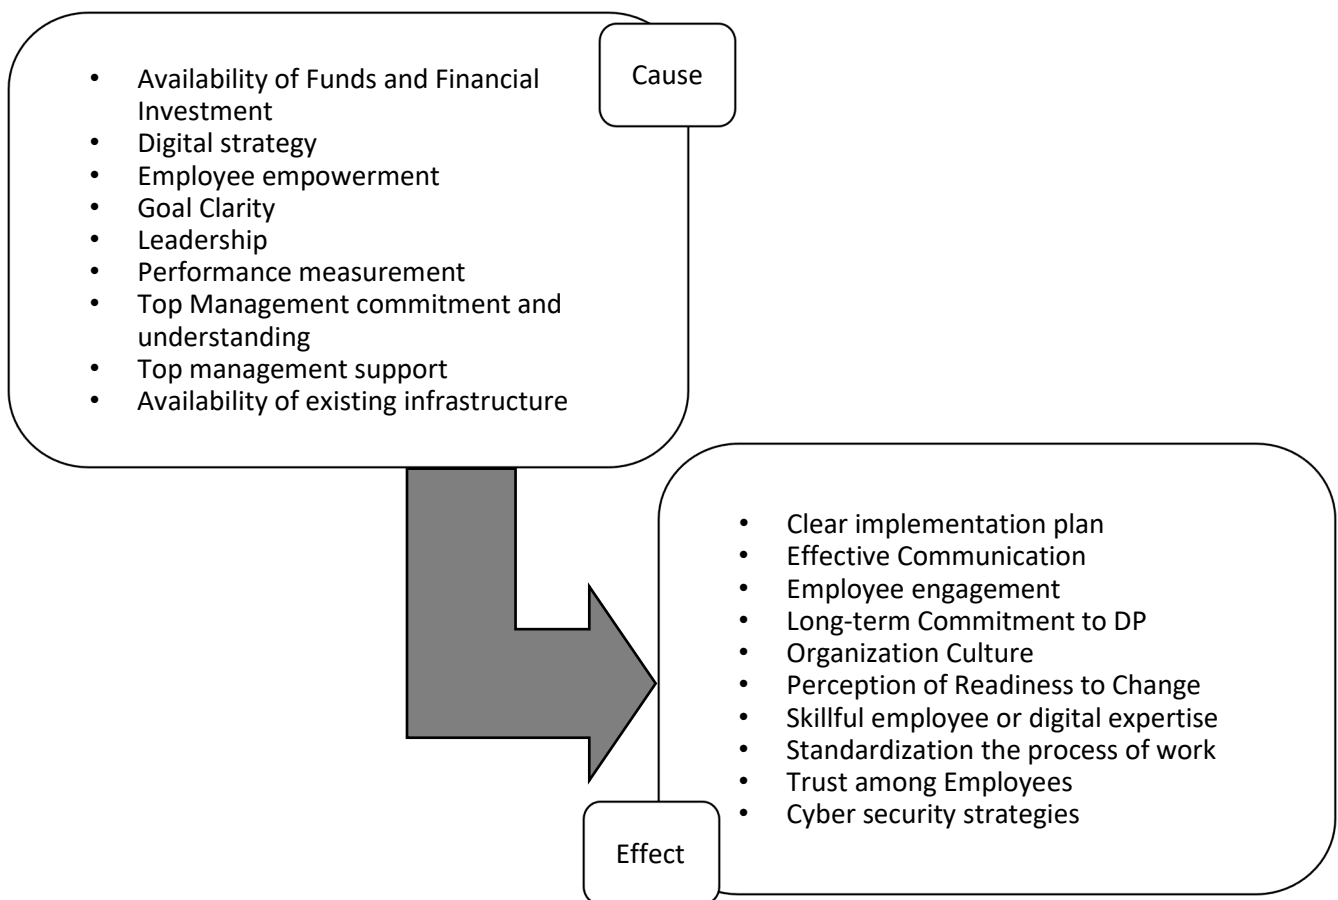 Cause
• Availability of Funds and Financial
Investment
• Digital strategy
• Employee empowerment
• Goal Clarity
• Leadership
• Performance measurement
• Top Management commitment and
understanding
• Top management support
• Availability of existing infrastructure
• Clear implementation plan
• Effective Communication
• Employee engagement
• Long-term Commitment to DP
• Organization Culture
• Perception of Readiness to Change
• Skillful employee or digital expertise
• Standardization the process of work
• Trust among Employees
• Cyber security strategies
Effect